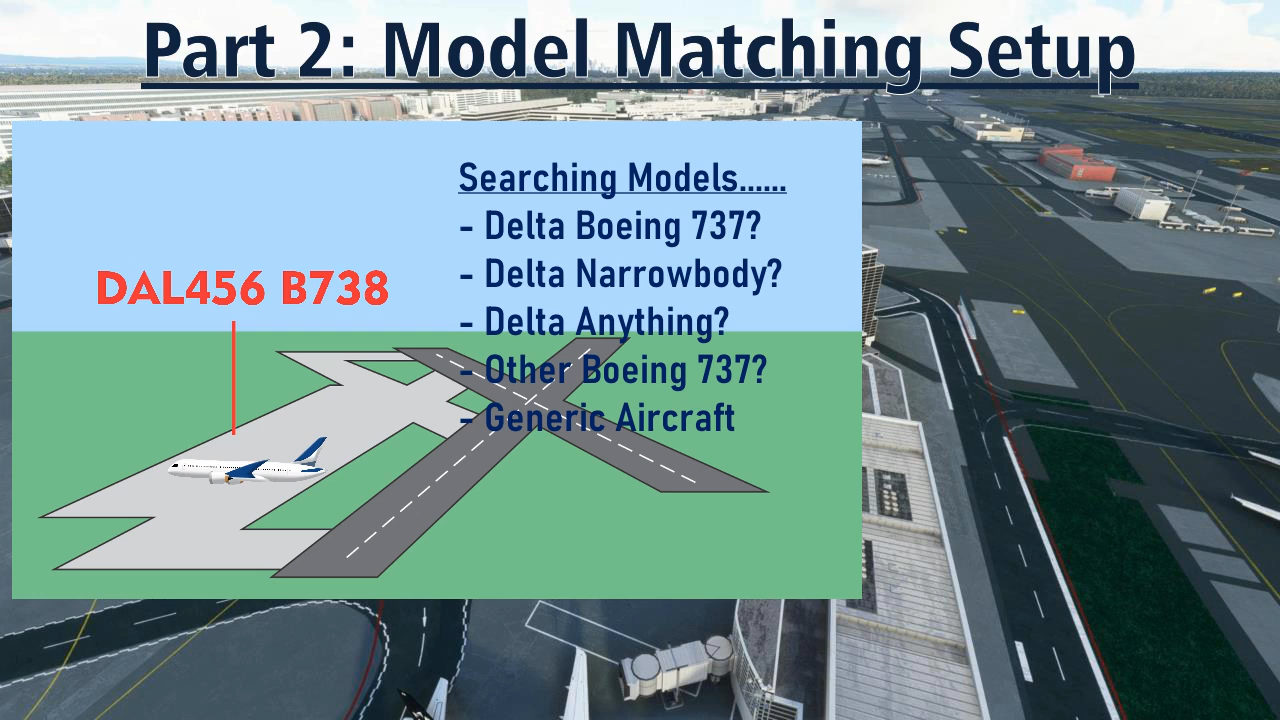 Part 2: Model Matching Setup
Searching Models......
- Delta Boeing 737?
- Delta Narrowbody?
- Delta Anything?
- Other Boeing 737?
- Generic Aircraft
DAL456 B738